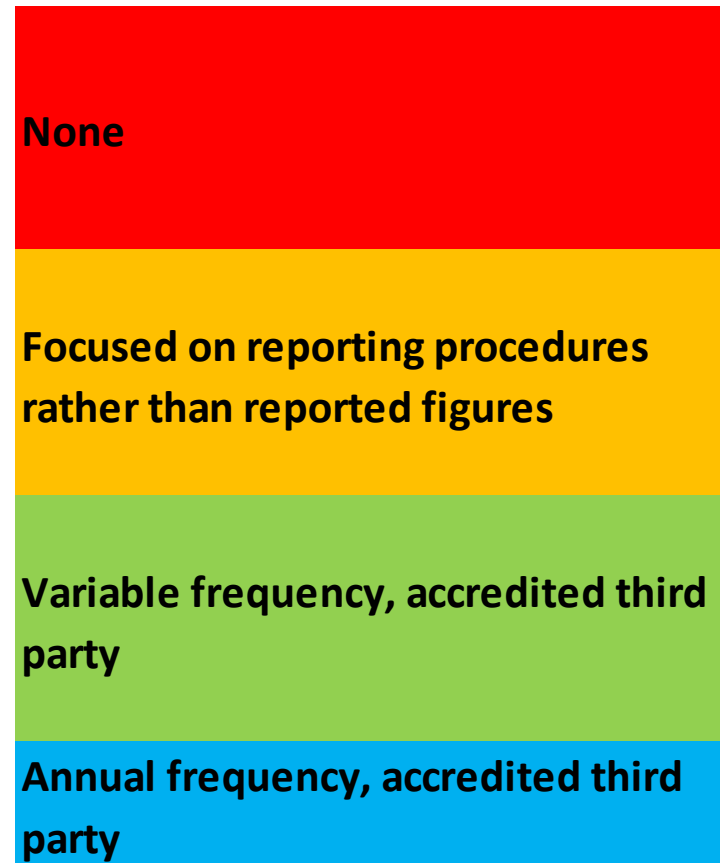 None
Focused on reporting procedures
rather than reported figures
Variable frequency, accredited third
party
Annual frequency, accredited third
party